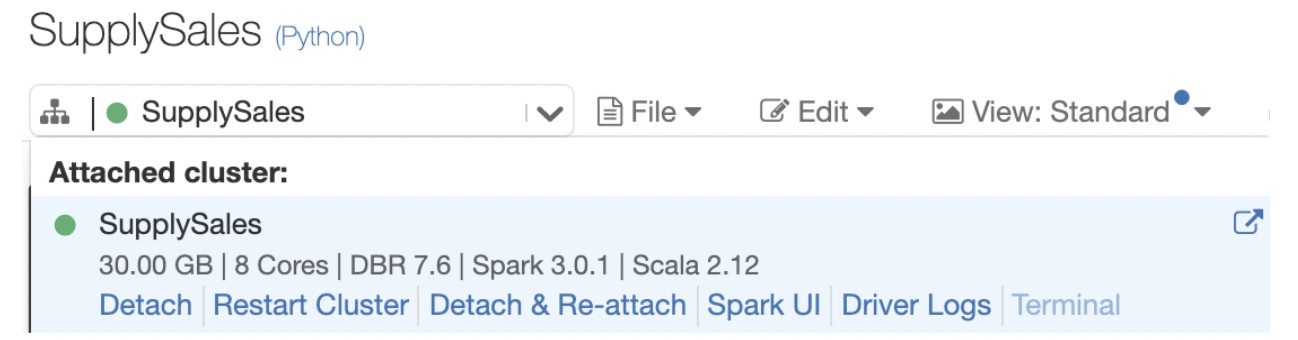 SupplySales (Python)
SupplySales File Edit View: Standard
Attached cluster:
SupplySales
30.00 GB | 8 Cores | DBR 7.6 | Spark 3.0.1 | Scala 2.12
Detach Restart Cluster Detach & Re-attach Spark UI Driver Logs Terminal